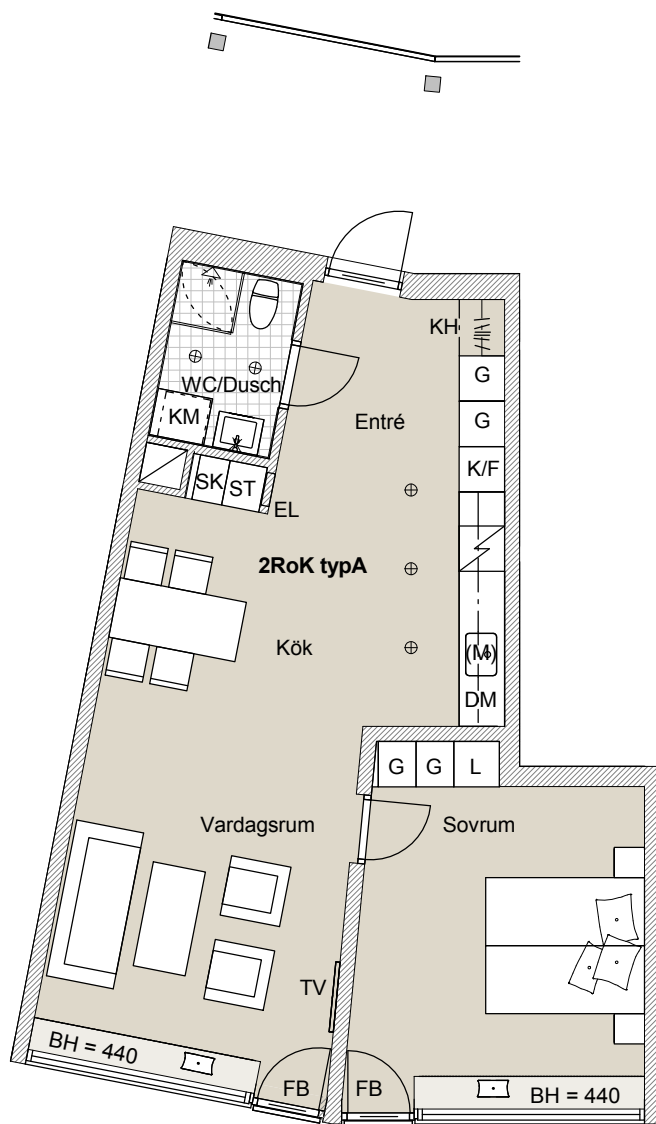 KH
G
WC/Dusch
KM
Entré
G
K/F
SK
ST
EL
2RoK typA
Kök
(M)
DM
G
G
L
Vardagsrum
Sovrum
TV
BH = 440
FB
FB
BH = 440